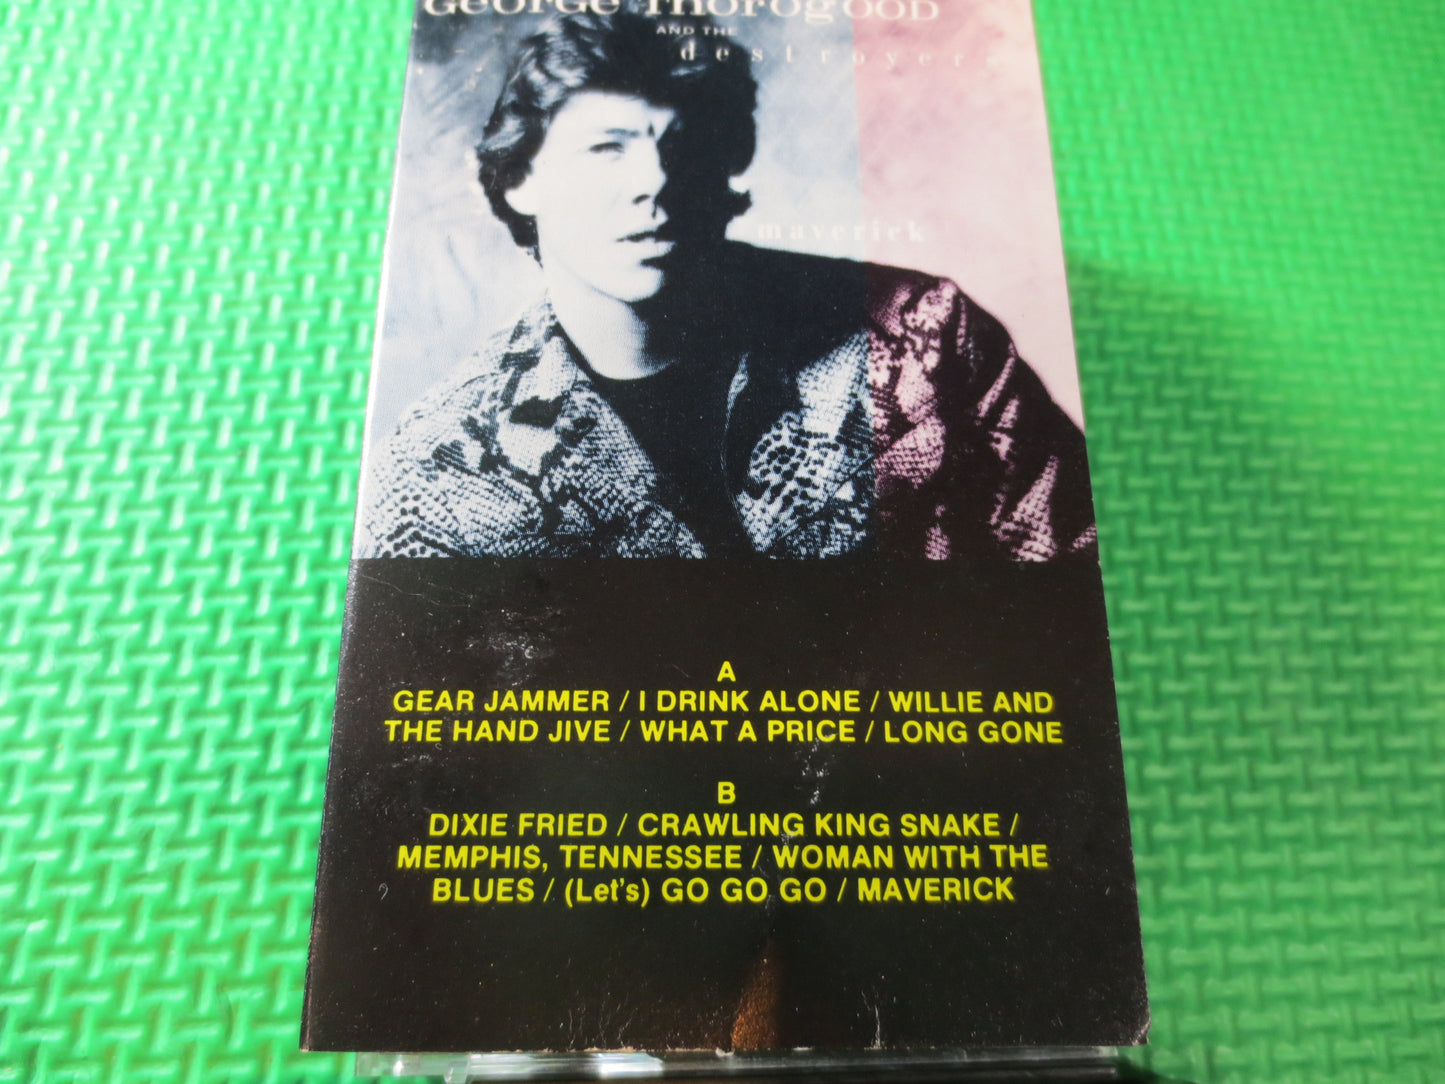 George Thorogood
AND THE
destroyers
maverick
A
GEAR JAMMER / I DRINK ALONE / WILLIE AND
THE HAND JIVE / WHAT A PRICE / LONG GONE
B
DIXIE FRIED / CRAWLING KING SNAKE /
MEMPHIS, TENNESSEE / WOMAN WITH THE
BLUES / (Let's) GO GO GO / MAVERICK